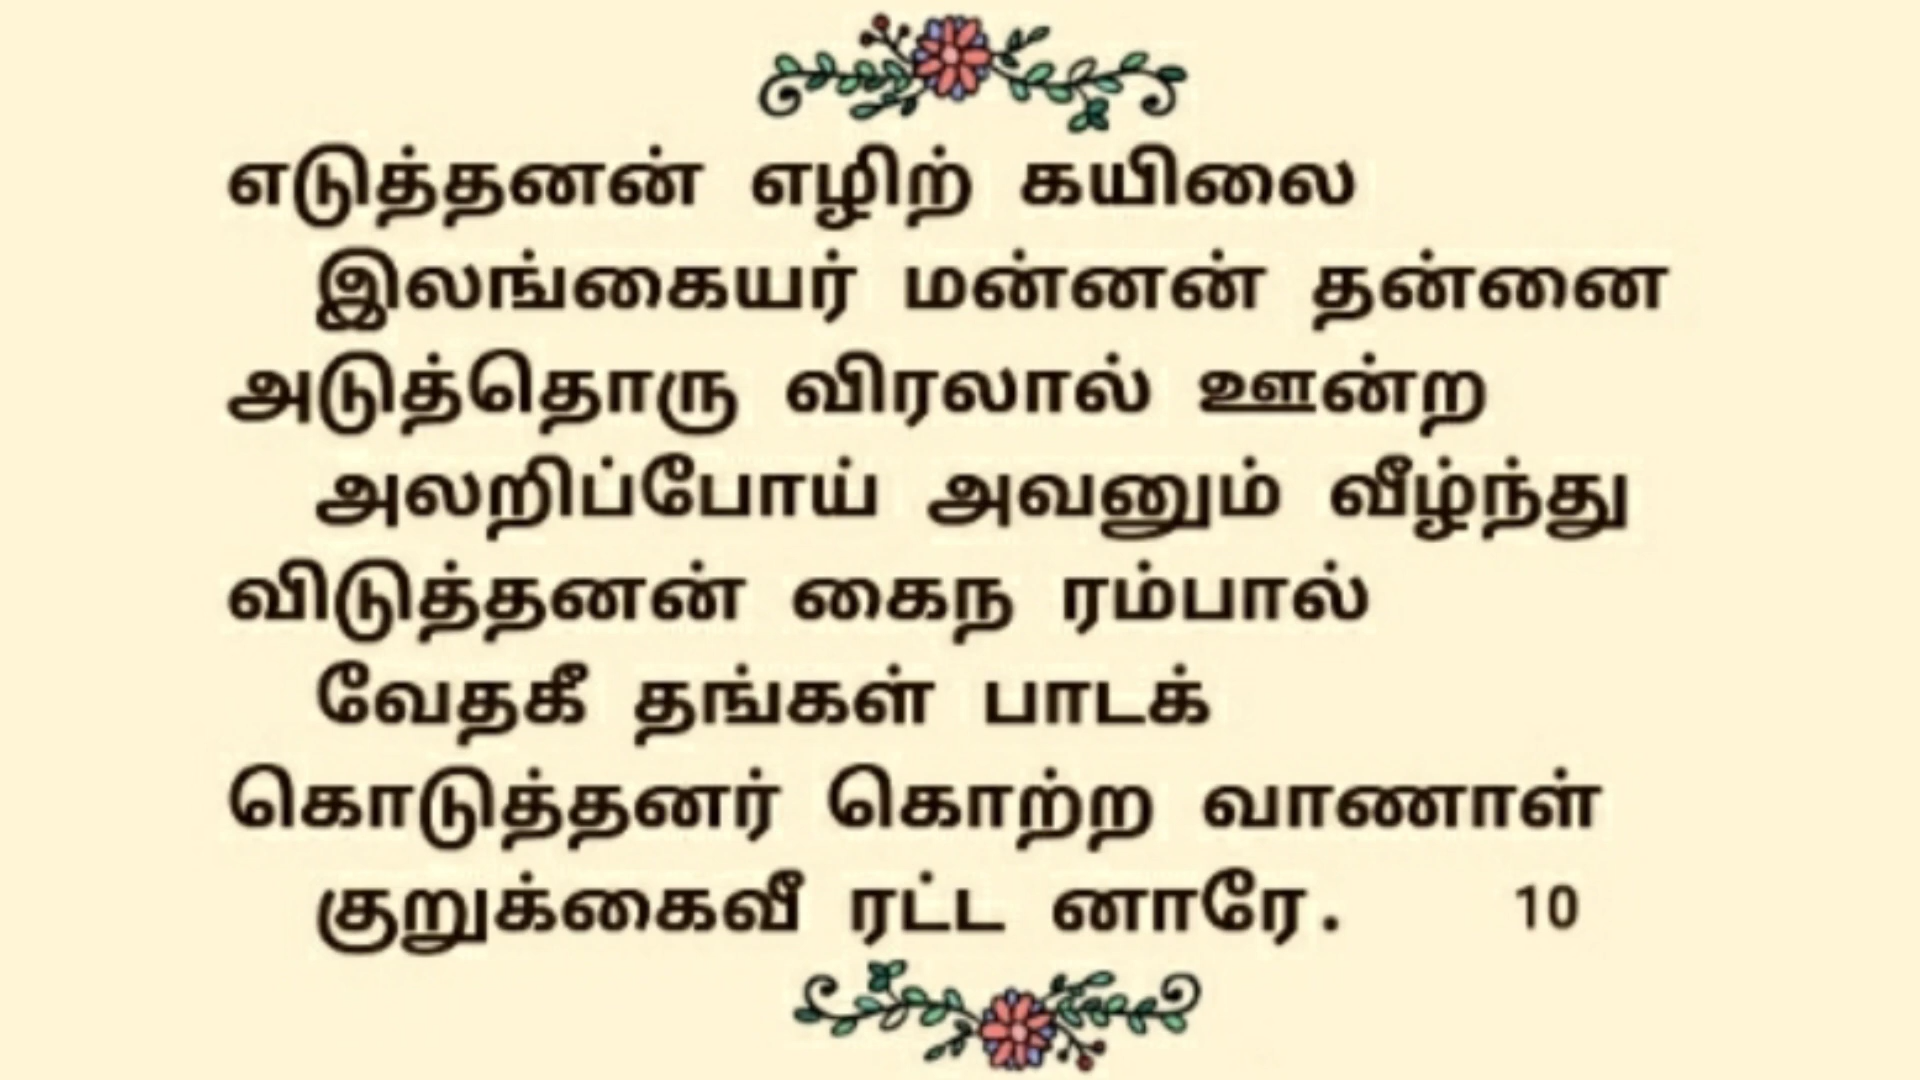 எடுத்தனன் எழிற் கயிலை
இலங்கையர் மன்னன் தன்னை
அடுத்தொரு விரலால் ஊன்ற
அலறிப்போய் அவனும் வீழ்ந்து
விடுத்தனன் கைந ரம்பால்
வேதகீ தங்கள் பாடக்
கொடுத்தனர் கொற்ற வாணாள்
குறுக்கைவீ ரட்ட னாரே. 10